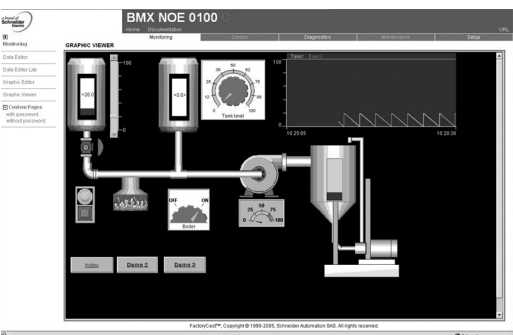 a brand of
Schneider
Electric
BMX NOE 0100
Home Documentation
URL
Monitoring
Control
Diagnostics
Maintenance
Setup
Monitoring
GRAPHIC VIEWER
Data Editor
Data Editor Lite
Graphic Editor
Graphic Viewer
Custom Pages
with password
without password
100
0
+20.0
+0.0
Tank level
100
0
10:25:05
10:28:36
OFF
ON
Boiler
0
25
50
75
100
Index
Demo 2
Demo 3
FactoryCast™, Copyright © 1998-2005, Schneider Automation SAS. All rights reserved.